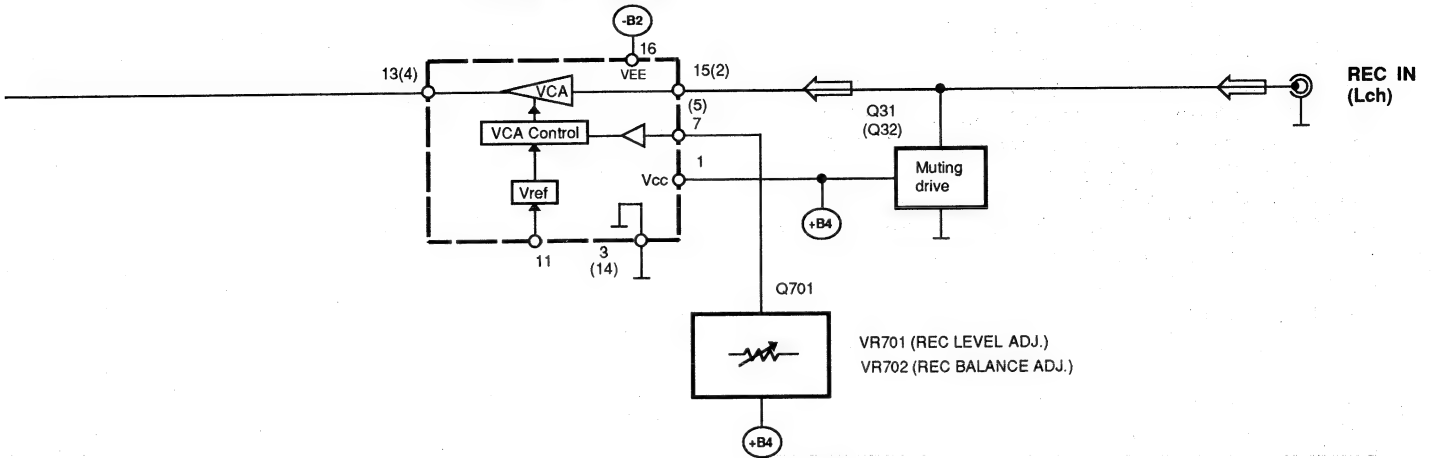 -B2
16
VEE
13(4)
15(2)
VCA
(5)
7
VCA Control
1
Vcc
Vref
11
3
(14)
REC IN
(Lch)
Q31
(Q32)
Muting
drive
+B4
Q701
VR701 (REC LEVEL ADJ.)
VR702 (REC BALANCE ADJ.)
+B4